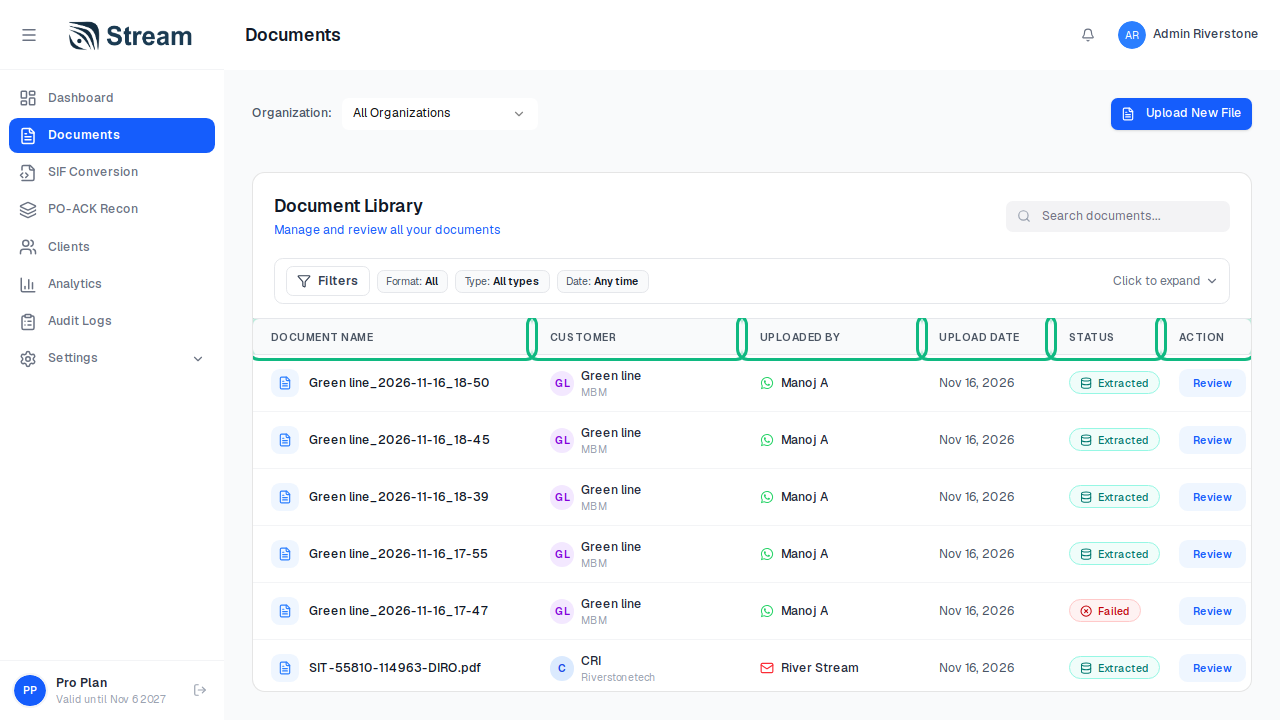 Stream
Documents
AR
Admin Riverstone
Dashboard
Documents
SIF Conversion
PO-ACK Recon
Clients
Analytics
Audit Logs
Settings
PP
Pro Plan
Valid until Nov 6 2027
Organization:
All Organizations
Upload New File
Document Library
Manage and review all your documents
Search documents...
Filters
Format: All
Type: All types
Date: Any time
Click to expand
DOCUMENT NAME CUSTOMER UPLOADED BY UPLOAD DATE STATUS ACTION
Green line_2026-11-16_18-50 GL Green line Manoj A Nov 16, 2026 Extracted Review
MBM
Green line_2026-11-16_18-45 GL Green line Manoj A Nov 16, 2026 Extracted Review
MBM
Green line_2026-11-16_18-39 GL Green line Manoj A Nov 16, 2026 Extracted Review
MBM
Green line_2026-11-16_17-55 GL Green line Manoj A Nov 16, 2026 Extracted Review
MBM
Green line_2026-11-16_17-47 GL Green line Manoj A Nov 16, 2026 Failed Review
MBM
SIT-55810-114963-DIRO.pdf C CRI River Stream Nov 16, 2026 Extracted Review
Riverstonetech